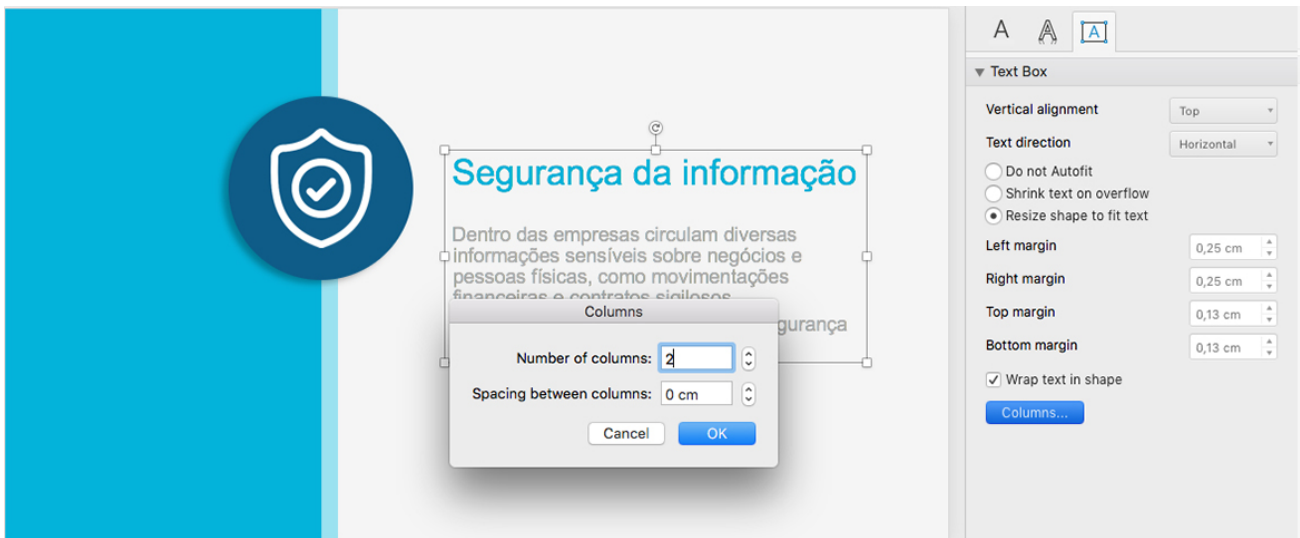 Segurança da informação
Dentro das empresas circulam diversas
informações sensíveis sobre negócios e
pessoas físicas, como movimentações
financeiras e contratos sigilosos
gurança
Columns
Number of columns: 2
Spacing between columns: 0 cm
Cancel OK
A A A
Text Box
Vertical alignment Top
Text direction Horizontal
Do not Autofit
Shrink text on overflow
Resize shape to fit text
Left margin 0,25 cm
Right margin 0,25 cm
Top margin 0,13 cm
Bottom margin 0,13 cm
Wrap text in shape
Columns...